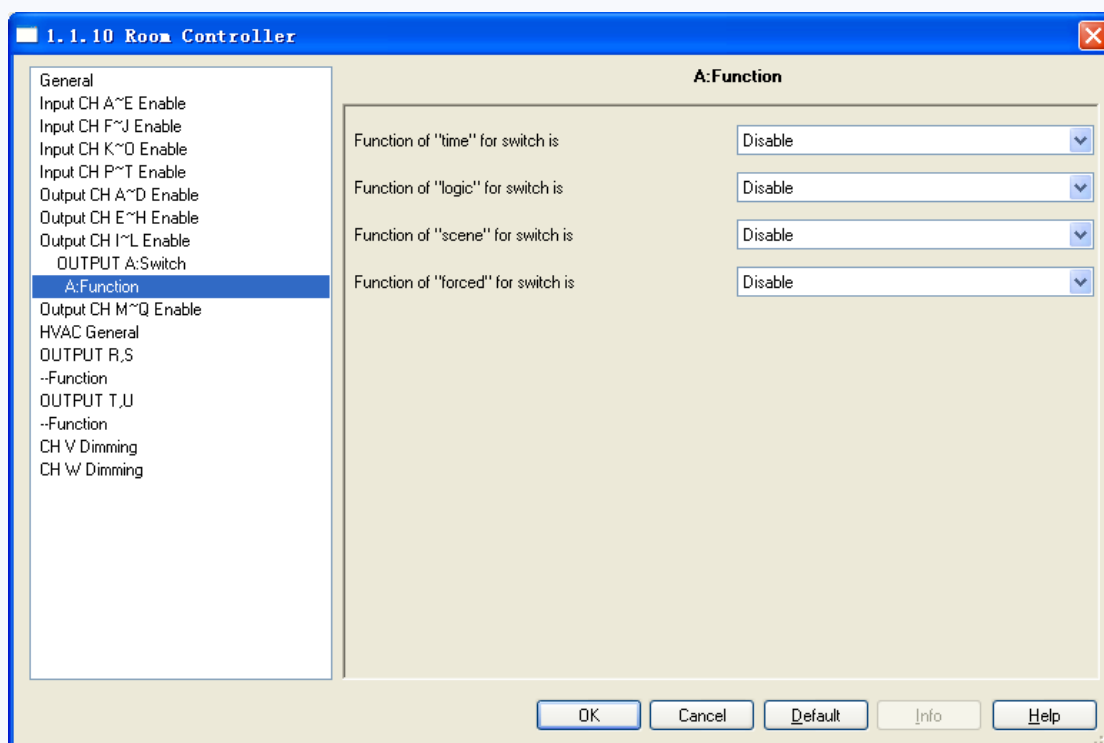 1.1.10 Room Controller
General
Input CH A~E Enable
Input CH F~J Enable
Input CH K~O Enable
Input CH P~T Enable
Output CH A~D Enable
Output CH E~H Enable
Output CH I~L Enable
OUTPUT A:Switch
A:Function
Output CH M~Q Enable
HVAC General
OUTPUT R,S
--Function
OUTPUT T,U
--Function
CH V Dimming
CH W Dimming
A:Function
Function of "time" for switch is Disable
Function of "logic" for switch is Disable
Function of "scene" for switch is Disable
Function of "forced" for switch is Disable
OK Cancel Default Info Help